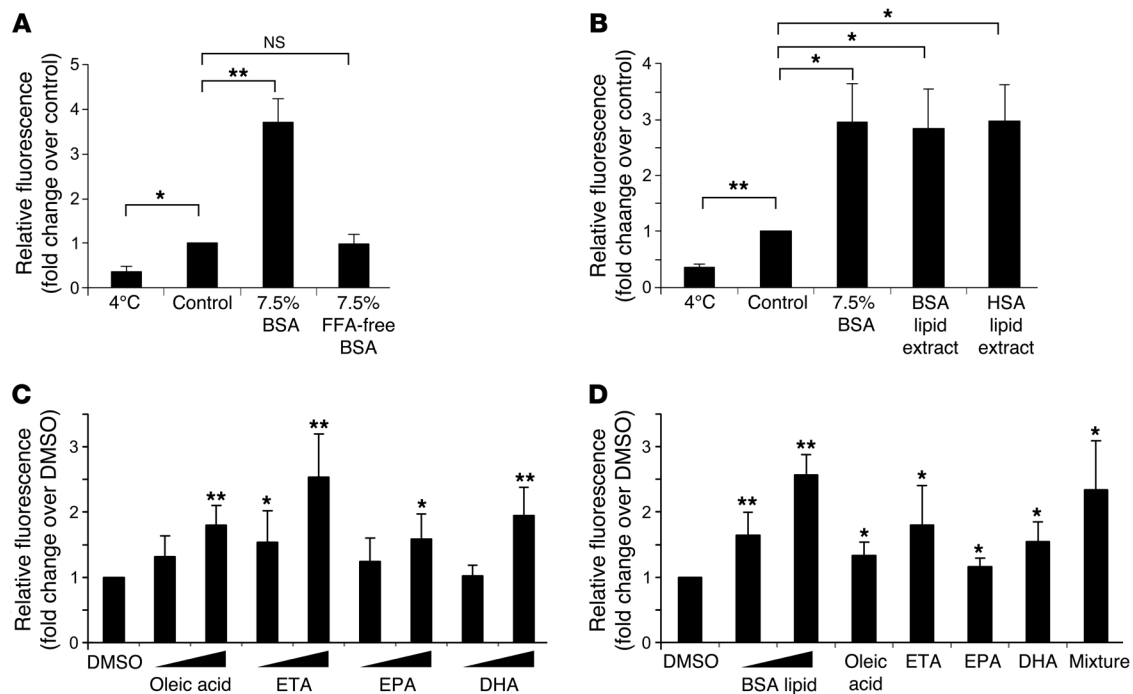 A
Relative fluorescence
(fold change over control)
5
4
3
2
1
0
NS
**
*
4°C
Control
7.5%
BSA
7.5%
FFA-free
BSA
B
Relative fluorescence
(fold change over control)
4
3
2
1
0
*
*
*
**
4°C
Control
7.5%
BSA
BSA
lipid
extract
HSA
lipid
extract
C
Relative fluorescence
(fold change over DMSO)
3
2
1
0
** * ** * **
DMSO
Oleic acid
ETA
EPA
DHA
D
Relative fluorescence
(fold change over DMSO)
3
2
1
0
** ** * * * * *
DMSO
BSA lipid
Oleic
acid
ETA
EPA
DHA
Mixture